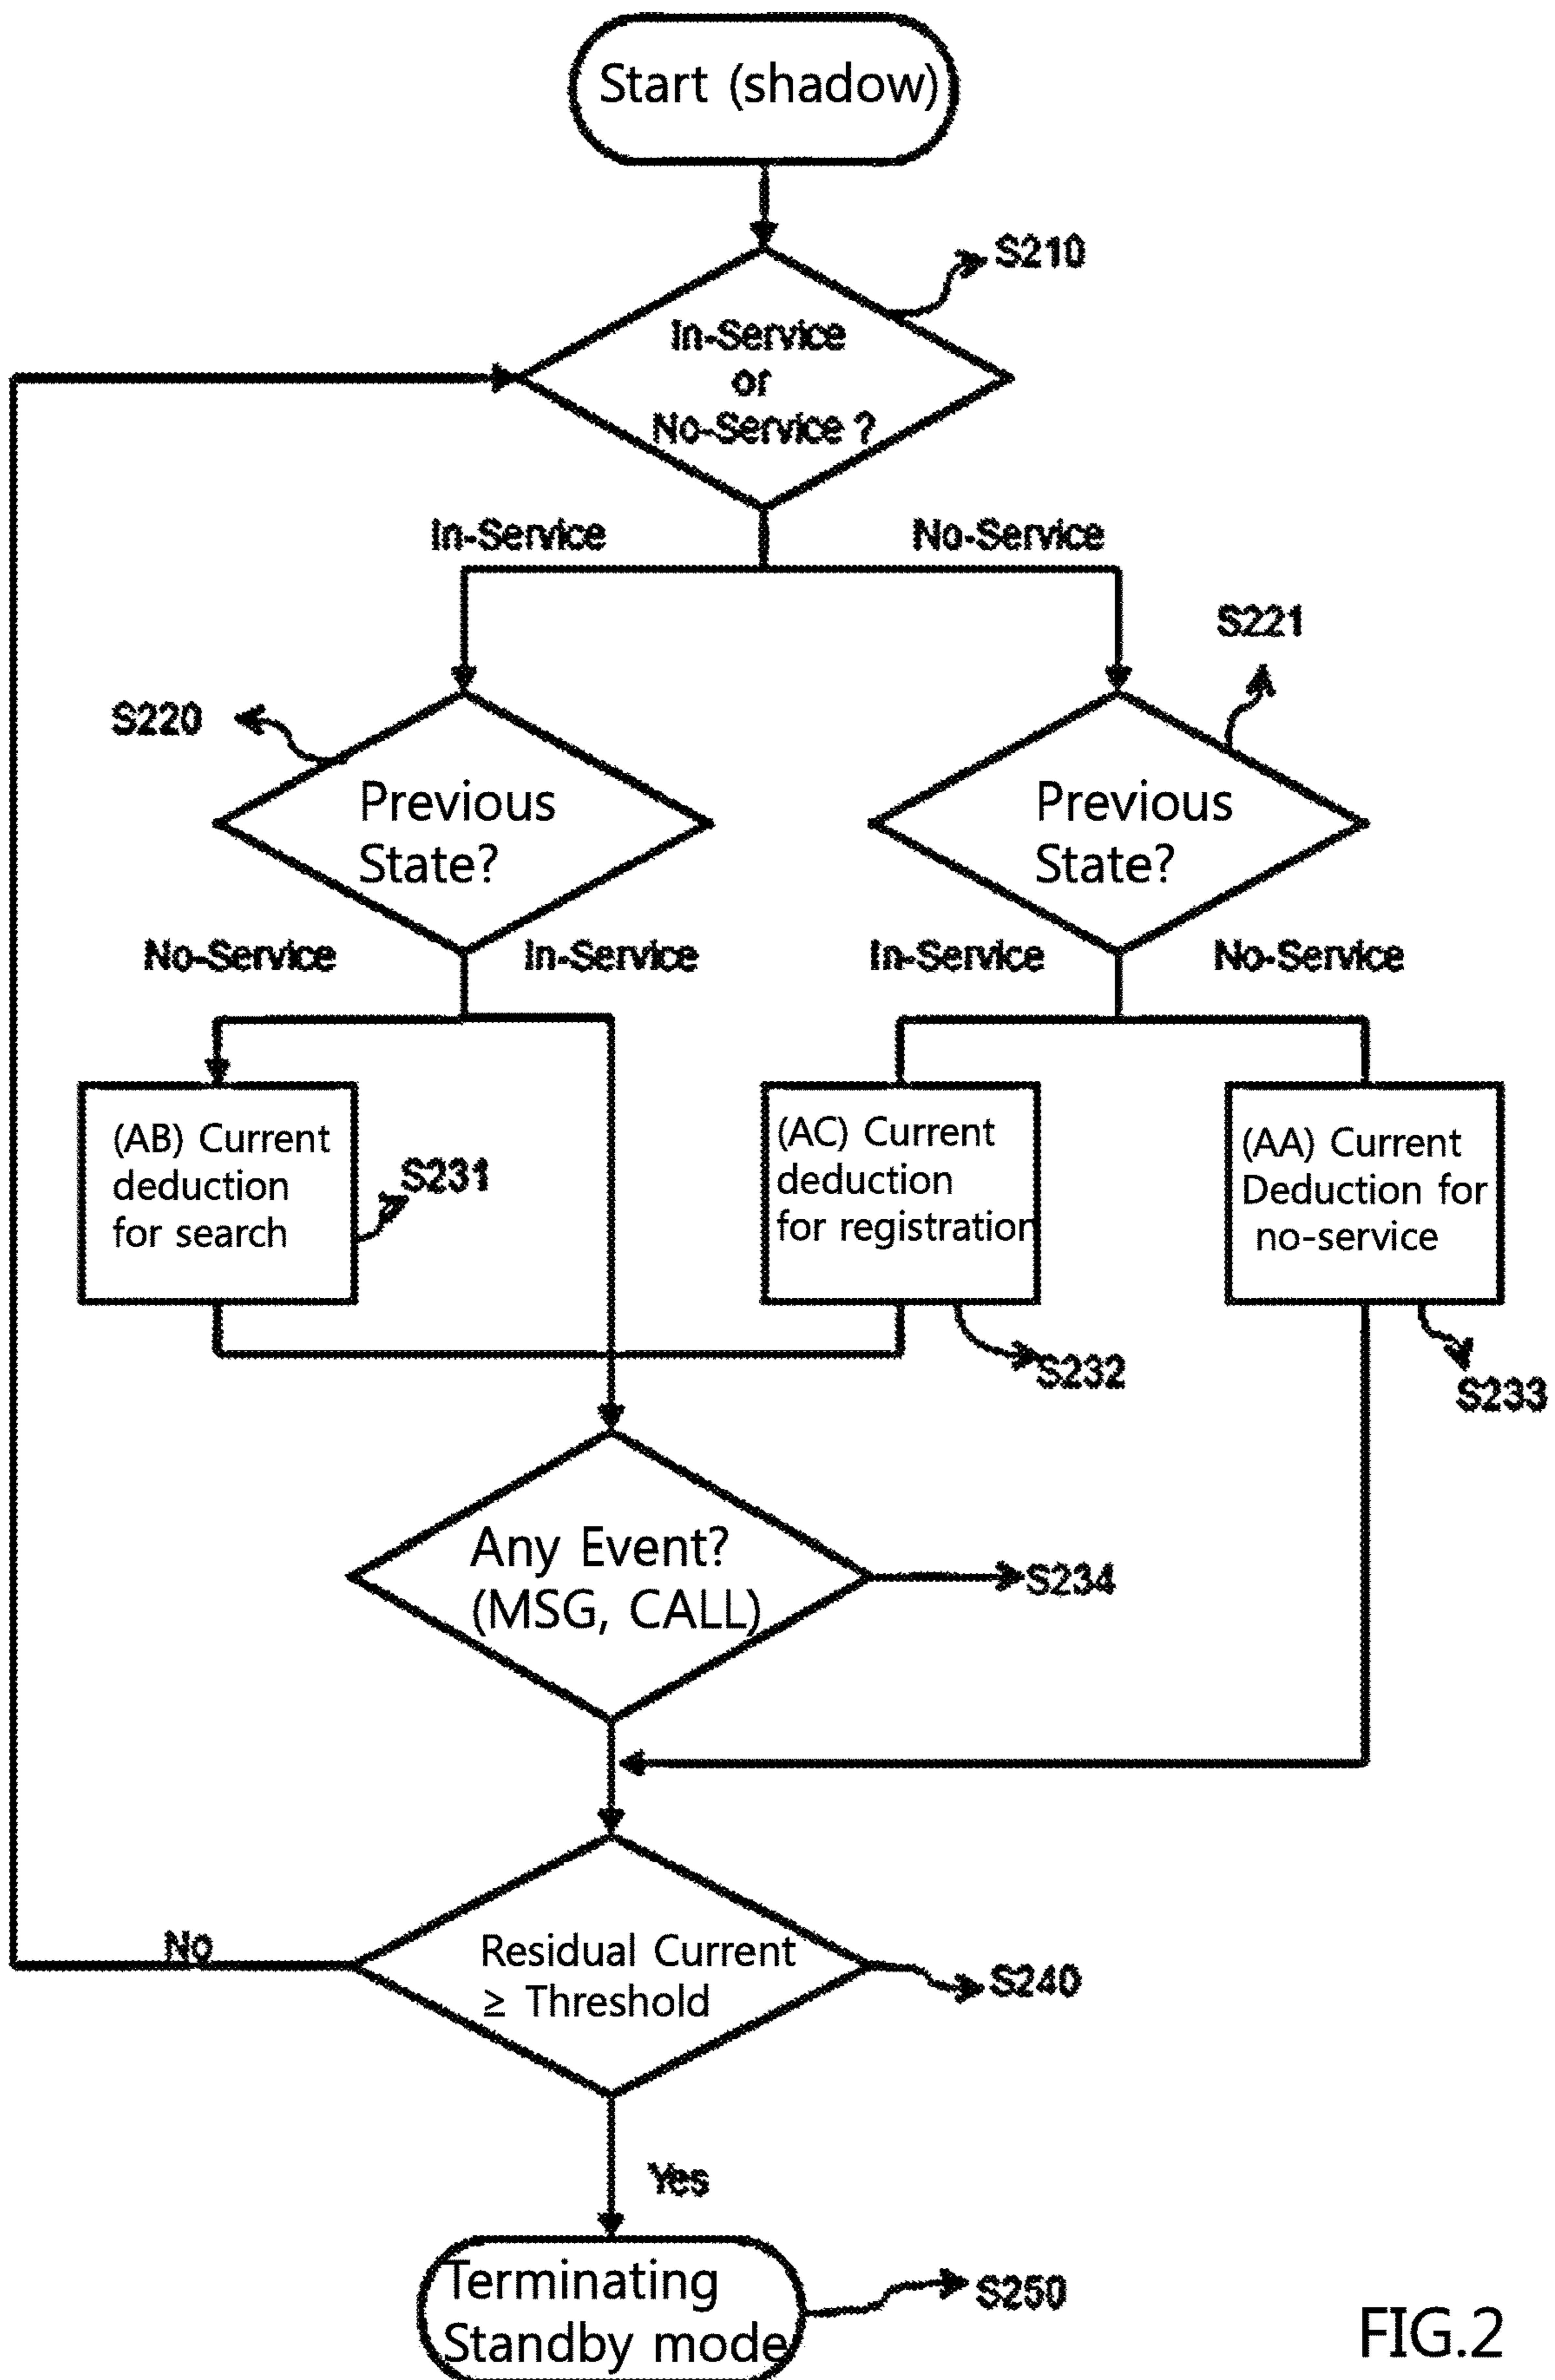 Start (shadow)
S210
In-Service
or
No-Service ?
In-Service
No-Service
S221
S220
Previous
State?
Previous
State?
No-Service
In-Service
In-Service
No-Service
(AB) Current
deduction
for search
S231
(AC) Current
deduction
for registration
(AA) Current
Deduction for
no-service
S232
S233
Any Event?
(MSG, CALL)
S234
No
Residual Current
≥ Threshold
S240
Yes
Terminating
Standby mode
S250
FIG.2